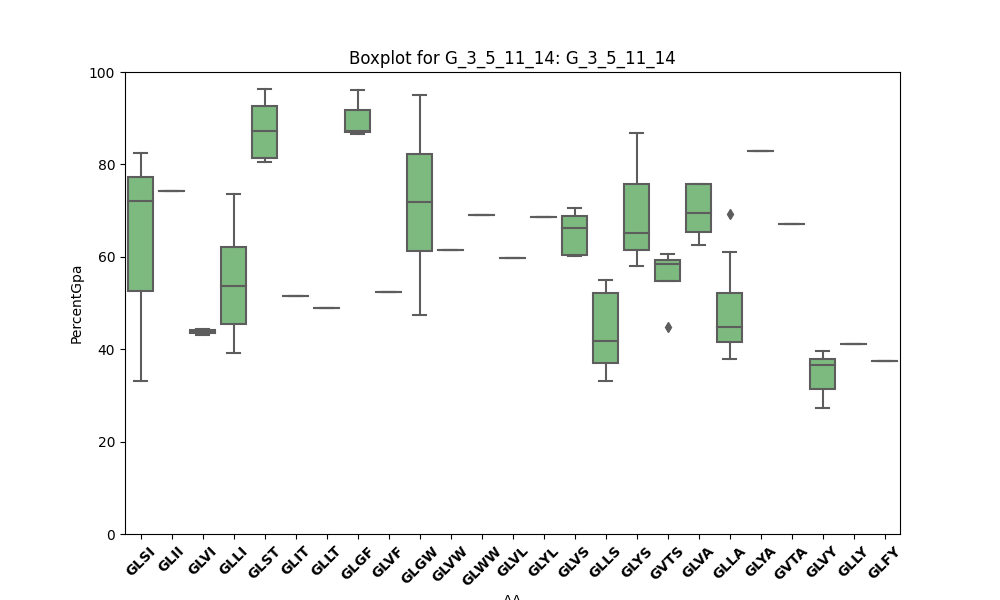 Boxplot for G_3_5_11_14: G_3_5_11_14
100
80
60
40
20
0
PercentGpa
GLSI GLII GLVI GLLI GLST GLIT GLLT GLGF GLVF GLGW GLVW GLWW GLVL GLYL GLVS GLLS GLYS GVTS GLVA GLLA GLYA GVTA GLVY GLLY GLFY
AA